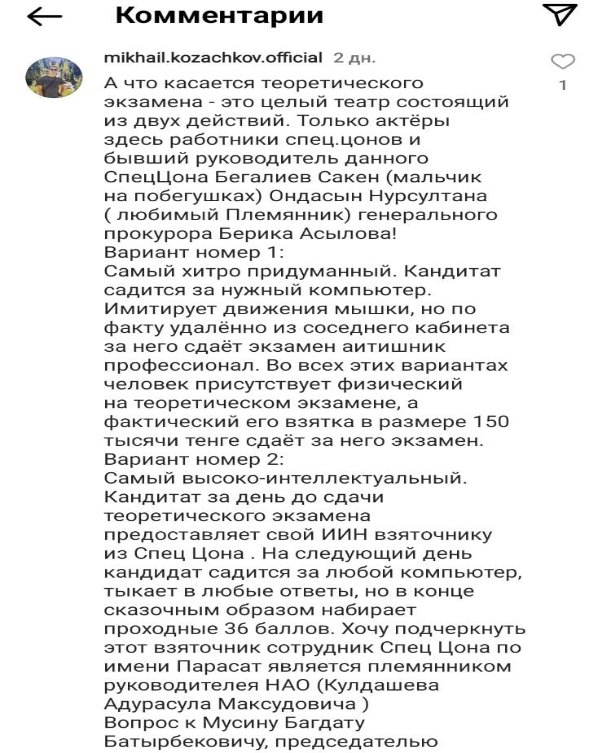 Комментарии
mikhail.kozachkov.official 2 дн.
А что касается теоретического
экзамена - это целый театр состоящий
из двух действий. Только актёры
здесь работники спец.цонов и
бывший руководитель данного
СпецЦона Бегалиев Сакен (мальчик
на побегушках) Ондасын Нурсултана
( любимый Племянник) генерального
прокурора Берика Асылова!
Вариант номер 1:
Самый хитро придуманный. Кандитат
садится за нужный компьютер.
Имитирует движения мышки, но по
факту удалённо из соседнего кабинета
за него сдаёт экзамен аитишник
профессионал. Во всех этих вариантах
человек присутствует физический
на теоретическом экзамене, а
фактический его взятка в размере 150
тысячи тенге сдаёт за него экзамен.
Вариант номер 2:
Самый высоко-интеллектуальный.
Кандитат за день до сдачи
теоретического экзамена
предоставляет свой ИИН взяточнику
из Спец Цона . На следующий день
кандидат садится за любой компьютер,
тыкает в любые ответы, но в конце
сказочным образом набирает
проходные 36 баллов. Хочу подчеркнуть
этот взяточник сотрудник Спец Цона по
имени Парасат является племянником
руководителея НАО (Кулдашева
Адурасула Максудовича )
Вопрос к Мусину Багдату
Батырбековичу, председателью
1